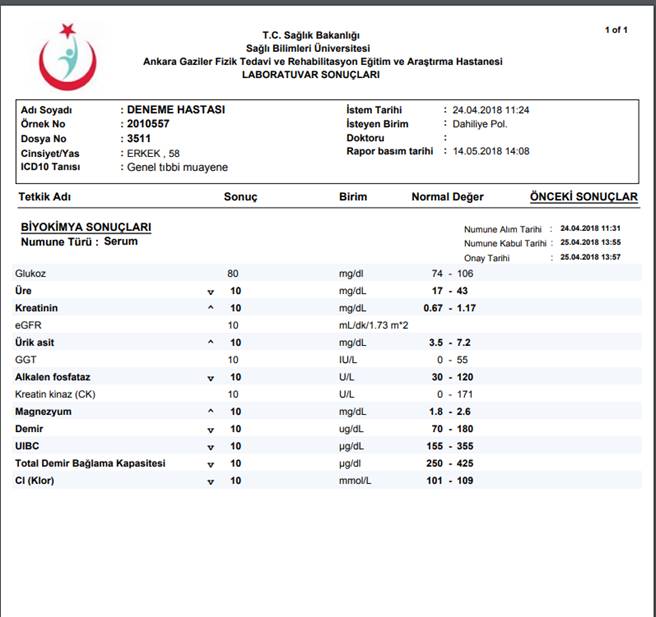 T.C. Sağlık Bakanlığı
1 of 1
Sağlı Bilimleri Üniversitesi
Ankara Gaziler Fizik Tedavi ve Rehabilitasyon Eğitim ve Araştırma Hastanesi
LABORATUVAR SONUÇLARI
Adı Soyadı : DENEME HASTASI İstem Tarihi : 24.04.2018 11:24
Örnek No : 2010557 İsteyen Birim : Dahiliye Pol.
Dosya No : 3511 Doktoru :
Cinsiyet/Yas : ERKEK , 58 Rapor basım tarihi : 14.05.2018 14:08
ICD10 Tanısı : Genel tıbbi muayene
Tetkik Adı Sonuç Birim Normal Değer ÖNCEKİ SONUÇLAR
BİYOKİMYA SONUÇLARI
Numune Türü : Serum
Numune Alım Tarihi : 24.04.2018 11:31
Numune Kabul Tarihi : 25.04.2018 13:55
Onay Tarihi : 25.04.2018 13:57
Glukoz 80 mg/dl 74 - 106
Üre 10 mg/dL 17 - 43
Kreatinin ^ 10 mg/dL 0.67 - 1.17
eGFR 10 mL/dk/1.73 m*2
Ürik asit ^ 10 mg/dL 3.5 - 7.2
GGT 10 IU/L 0 - 55
Alkalen fosfataz 10 U/L 30 - 120
Kreatin kinaz (CK) 10 U/L 0 - 171
Magnezyum ^ 10 mg/dL 1.8 - 2.6
Demir 10 ug/dL 70 - 180
UIBC 10 µg/dL 155 - 355
Total Demir Bağlama Kapasitesi 10 µg/dl 250 - 425
Cl (Klor) 10 mmol/L 101 - 109